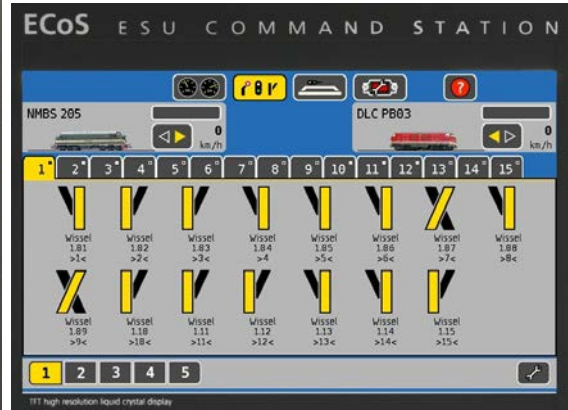 ECoS ESU COMMAND STATION
?
NMBS 205
0
km/h
DLC PB03
0
km/h
1 2 3 4 5 6 7 8 9 10 11 12 13 14 15
Wissel Wissel Wissel Wissel Wissel Wissel Wissel Wissel
1.01 1.02 1.03 1.04 1.05 1.06 1.07 1.08
>1< >2< >3< >4 >5< >6< >7< >8<
Wissel Wissel Wissel Wissel Wissel Wissel Wissel
1.09 1.10 1.11 1.12 1.13 1.14 1.15
>9< >10< >11< >12< >13< >14< >15<
1 2 3 4 5
TFT high resolution liquid crystal display